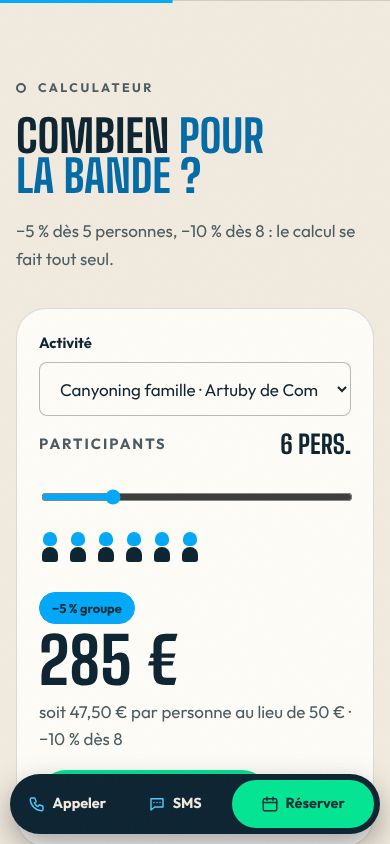 CALCULATEUR
COMBIEN POUR
LA BANDE ?
−5 % dès 5 personnes, −10 % dès 8 : le calcul se
fait tout seul.
Activité
Canyoning famille · Artuby de Com
PARTICIPANTS 6 PERS.
−5 % groupe
285 €
soit 47,50 € par personne au lieu de 50 € ·
−10 % dès 8
Appeler SMS Réserver